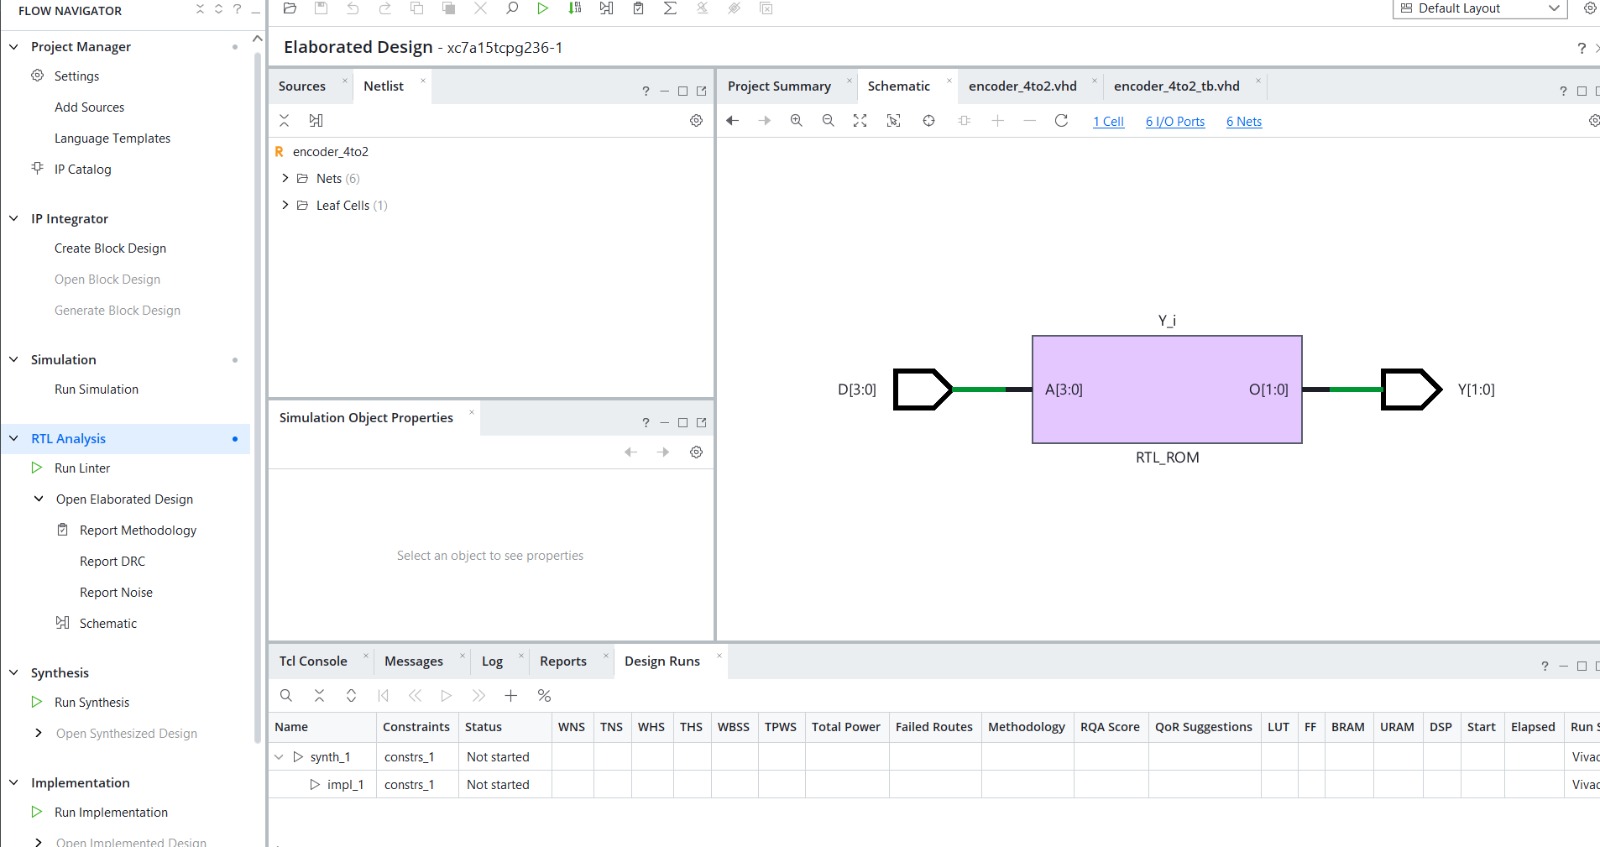 FLOW NAVIGATOR
Project Manager
Settings
Add Sources
Language Templates
IP Catalog
IP Integrator
Create Block Design
Open Block Design
Generate Block Design
Simulation
Run Simulation
RTL Analysis
Run Linter
Open Elaborated Design
Report Methodology
Report DRC
Report Noise
Schematic
Synthesis
Run Synthesis
Open Synthesized Design
Implementation
Run Implementation
Open Implemented Design
Default Layout
Elaborated Design - xc7a15tcpg236-1
Sources Netlist
encoder_4to2
Nets (6)
Leaf Cells (1)
Simulation Object Properties
Select an object to see properties
Project Summary Schematic encoder_4to2.vhd encoder_4to2_tb.vhd
1 Cell 6 I/O Ports 6 Nets
Y_i
D[3:0] A[3:0] O[1:0] Y[1:0]
RTL_ROM
Tcl Console Messages Log Reports Design Runs
Name Constraints Status WNS TNS WHS THS WBSS TPWS Total Power Failed Routes Methodology RQA Score QoR Suggestions LUT FF BRAM URAM DSP Start Elapsed Run S
synth_1 constrs_1 Not started Vivad
impl_1 constrs_1 Not started Vivad